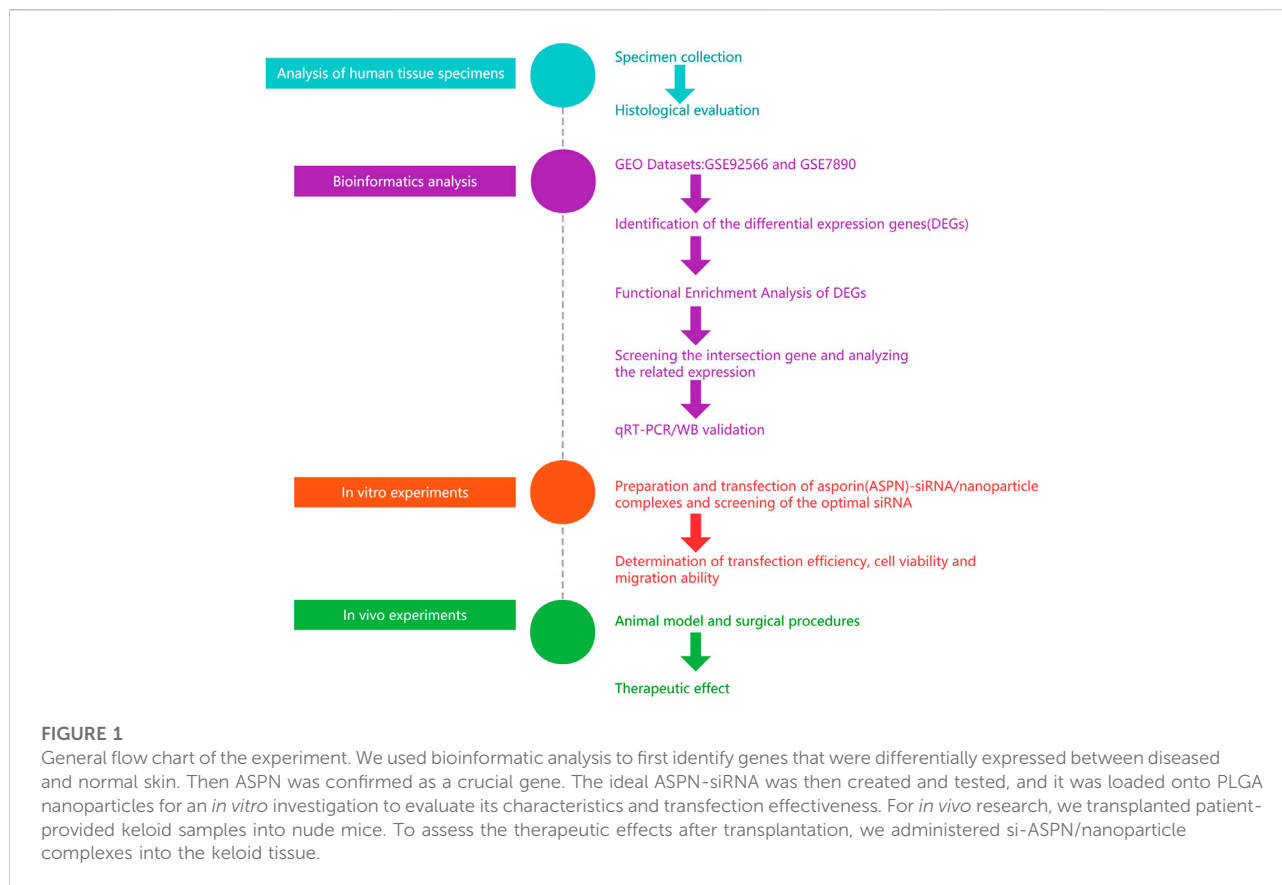 Analysis of human tissue specimens
Specimen collection
Histological evaluation
Bioinformatics analysis
GEO Datasets:GSE92566 and GSE7890
Identification of the differential expression genes(DEGs)
Functional Enrichment Analysis of DEGs
Screening the intersection gene and analyzing
the related expression
qRT-PCR/WB validation
In vitro experiments
Preparation and transfection of asporin(ASPN)-siRNA/nanoparticle
complexes and screening of the optimal siRNA
Determination of transfection efficiency, cell viability and
migration ability
In vivo experiments
Animal model and surgical procedures
Therapeutic effect
FIGURE 1
General flow chart of the experiment. We used bioinformatic analysis to first identify genes that were differentially expressed between diseased
and normal skin. Then ASPN was confirmed as a crucial gene. The ideal ASPN-siRNA was then created and tested, and it was loaded onto PLGA
nanoparticles for an in vitro investigation to evaluate its characteristics and transfection effectiveness. For in vivo research, we transplanted patient-
provided keloid samples into nude mice. To assess the therapeutic effects after transplantation, we administered si-ASPN/nanoparticle
complexes into the keloid tissue.